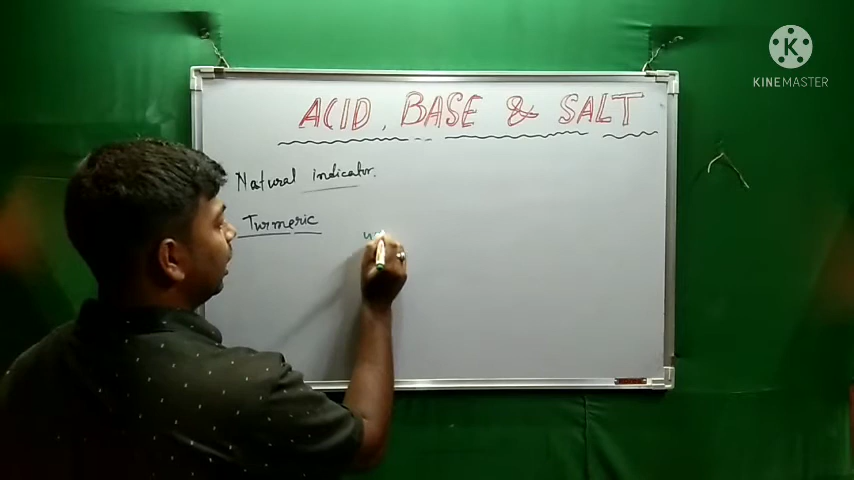 KINEMASTER
ACID, BASE & SALT
Natural indicator.
Turmeric